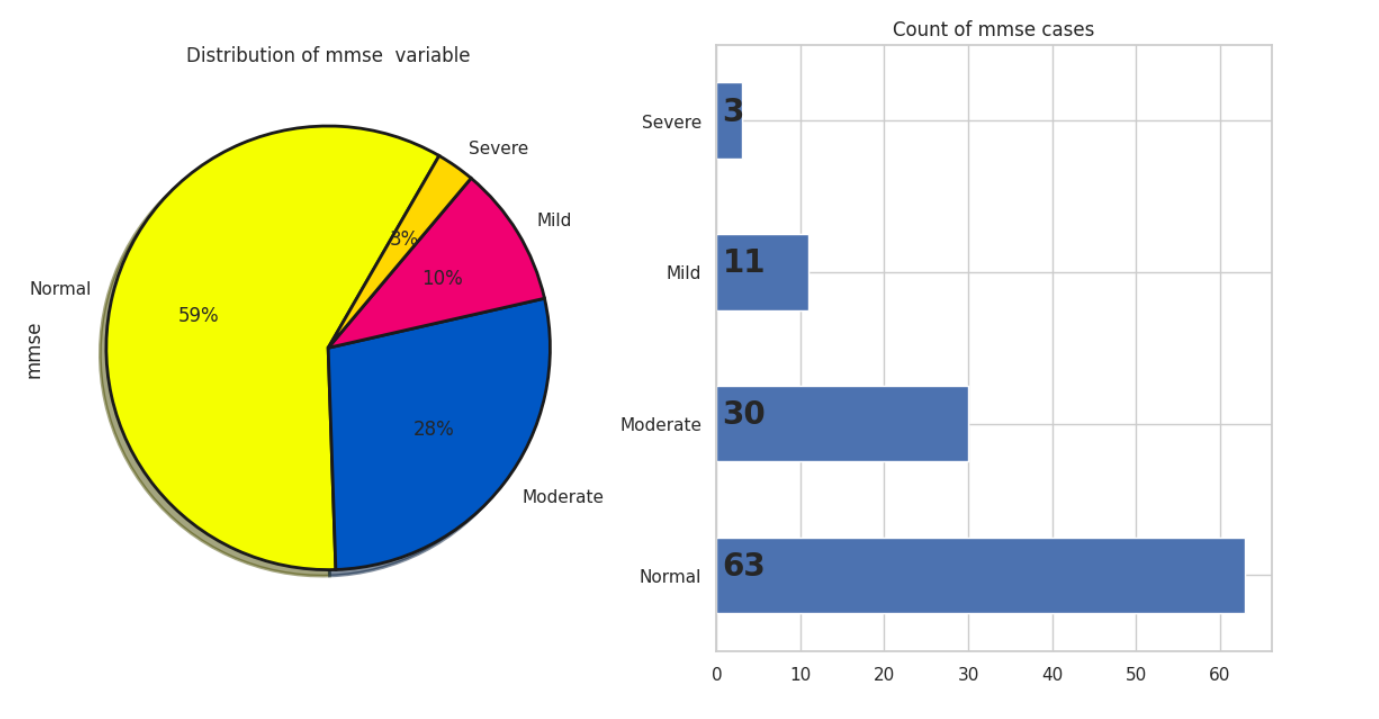 Distribution of mmse  variable
Severe
Mild
3%
10%
Normal
59%
mmse
28%
Moderate
Count of mmse cases
Severe
3
Mild
11
Moderate
30
Normal
63
0 10 20 30 40 50 60